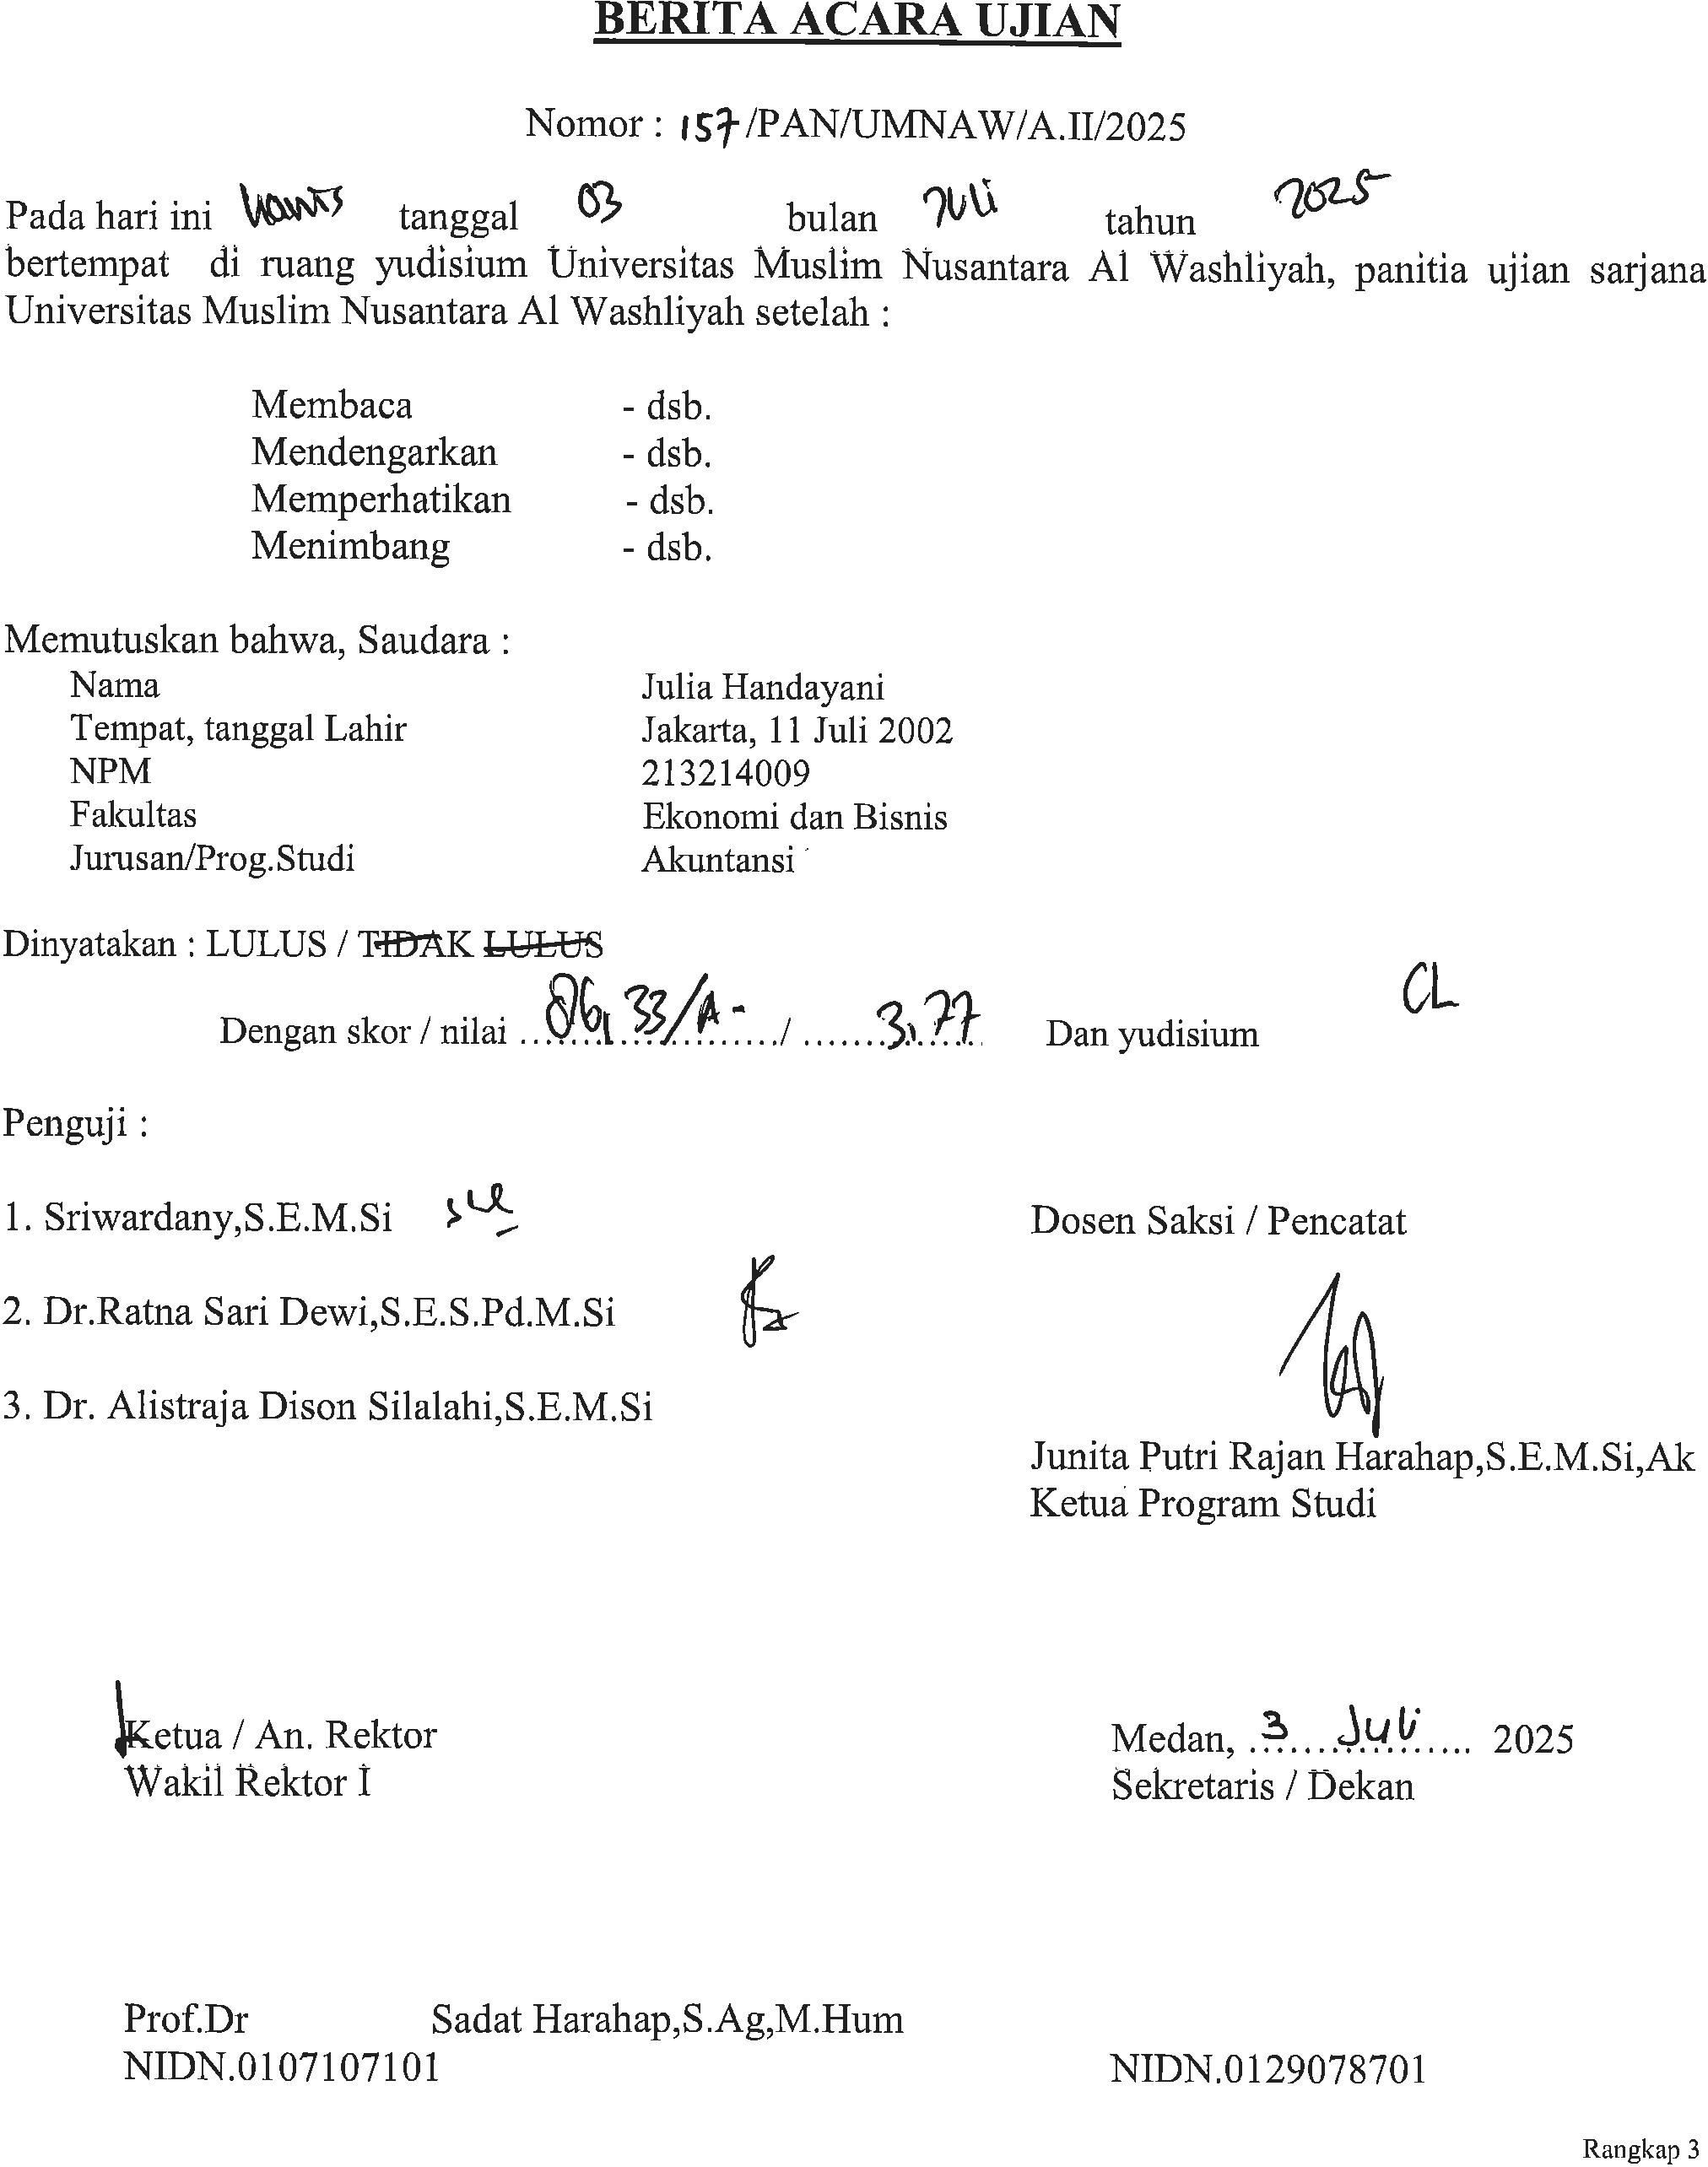 BERITA ACARA UJIAN
Nomor : 157/PAN/UMNAW/A.II/2025
Pada hari ini Kamis tanggal 03 bulan Juli tahun 2025
bertempat di ruang yudisium Universitas Muslim Nusantara Al Washliyah, panitia ujian sarjana
Universitas Muslim Nusantara Al Washliyah setelah :
Membaca - dsb.
Mendengarkan - dsb.
Memperhatikan - dsb.
Menimbang - dsb.
Memutuskan bahwa, Saudara :
Nama Julia Handayani
Tempat, tanggal Lahir Jakarta, 11 Juli 2002
NPM 213214009
Fakultas Ekonomi dan Bisnis
Jurusan/Prog.Studi Akuntansi
Dinyatakan : LULUS / TIDAK LULUS
Dengan skor / nilai 86,33/A- / 3,77 Dan yudisium CL
Penguji :
1. Sriwardany,S.E.M.Si
Dosen Saksi / Pencatat
2. Dr.Ratna Sari Dewi,S.E.S.Pd.M.Si
3. Dr. Alistraja Dison Silalahi,S.E.M.Si
Junita Putri Rajan Harahap,S.E.M.Si,Ak
Ketua Program Studi
Ketua / An. Rektor
Wakil Rektor I
Medan, 3 Juli 2025
Sekretaris / Dekan
Prof.Dr Sadat Harahap,S.Ag,M.Hum
NIDN.0107107101
NIDN.0129078701
Rangkap 3